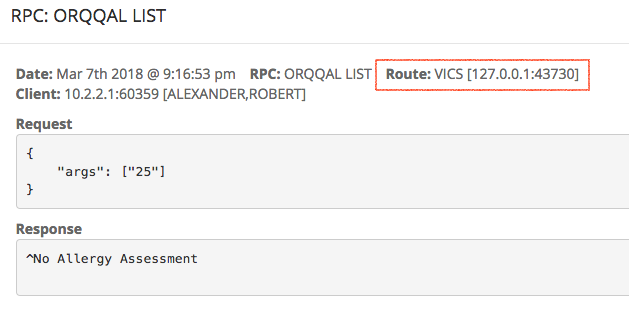 RPC: ORQQAL LIST
Date: Mar 7th 2018 @ 9:16:53 pm RPC: ORQQAL LIST Route: VICS [127.0.0.1:43730]
Client: 10.2.2.1:60359 [ALEXANDER,ROBERT]
Request
{
"args": ["25"]
}
Response
^No Allergy Assessment